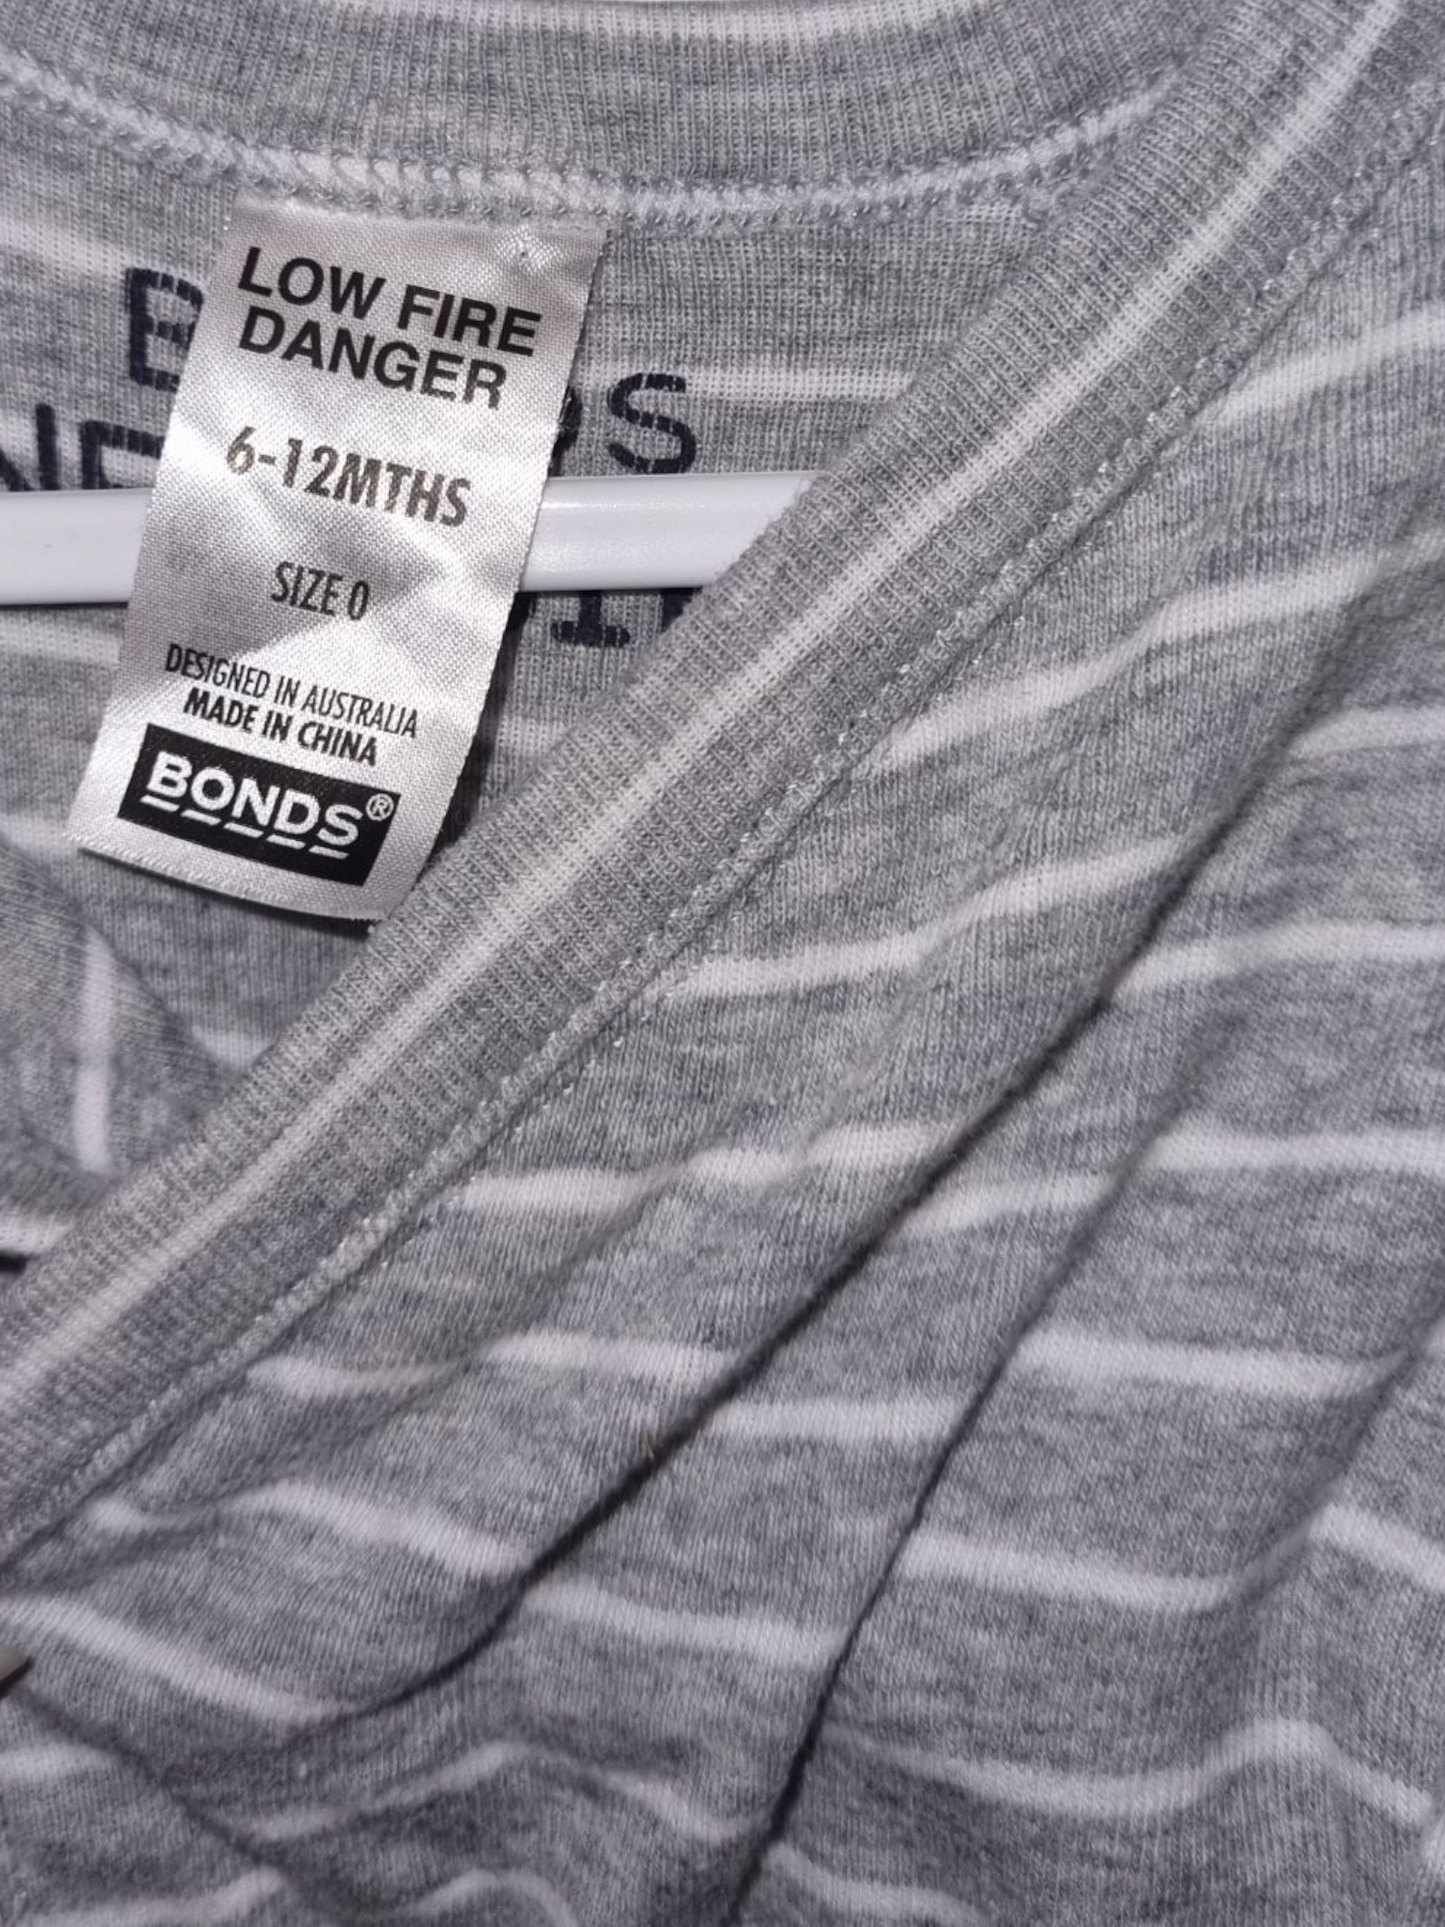 LOW FIRE
DANGER
6-12MTHS
SIZE 0
DESIGNED IN AUSTRALIA
MADE IN CHINA
BONDS®